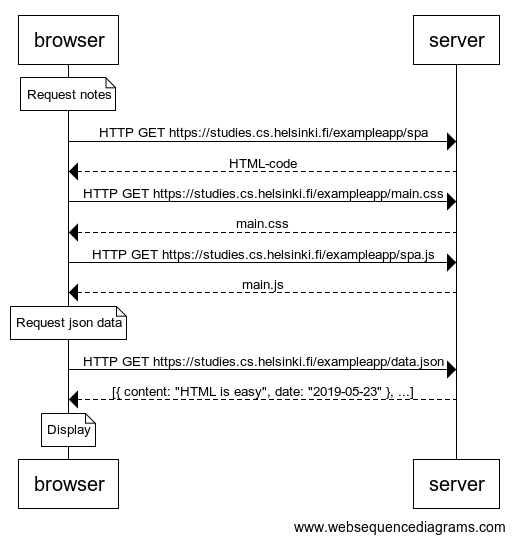 browser server
Request notes
HTTP GET https://studies.cs.helsinki.fi/exampleapp/spa
HTML-code
HTTP GET https://studies.cs.helsinki.fi/exampleapp/main.css
main.css
HTTP GET https://studies.cs.helsinki.fi/exampleapp/spa.js
main.js
Request json data
HTTP GET https://studies.cs.helsinki.fi/exampleapp/data.json
[{ content: "HTML is easy", date: "2019-05-23" }, ...]
Display
browser server
www.websequencediagrams.com